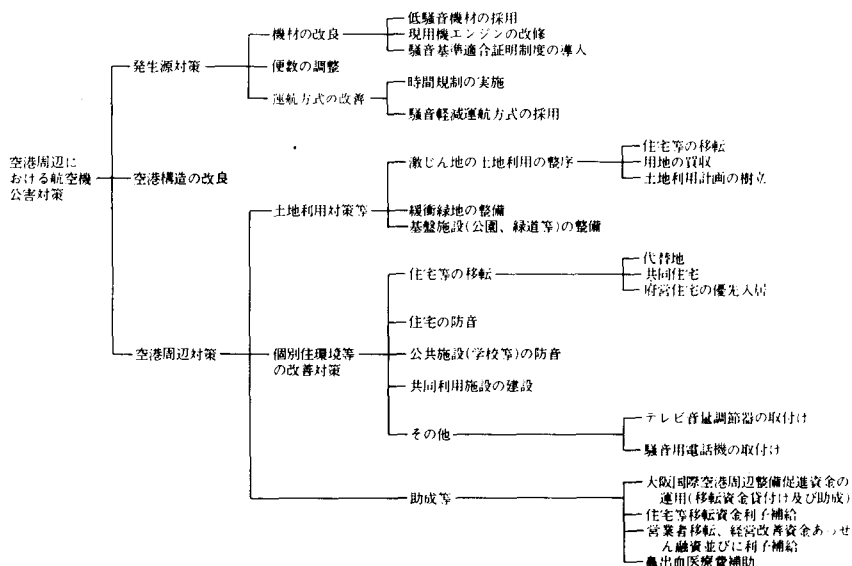 空港周辺に
おける航空機
公害対策
発生源対策
機材の改良
低騒音機材の採用
現用機エンジンの改修
騒音基準適合証明制度の導入
便数の調整
運航方式の改善
時間規制の実施
騒音軽減運航方式の採用
空港構造の改良
空港周辺対策
土地利用対策等
激じん地の土地利用の整序
住宅等の移転
用地の買収
土地利用計画の樹立
緩衝緑地の整備
基盤施設(公園、緑道等)の整備
個別住環境等
の改善対策
住宅等の移転
代替地
共同住宅
府営住宅の優先入居
住宅の防音
公共施設(学校等)の防音
共同利用施設の建設
その他
テレビ音量調節器の取付け
騒音用電話機の取付け
助成等
大阪国際空港周辺整備促進資金の
運用(移転資金貸付け及び助成)
住宅等移転資金利子補給
営業者移転、経営改善資金あっせ
ん融資並びに利子補給
鼻出血医療費補助